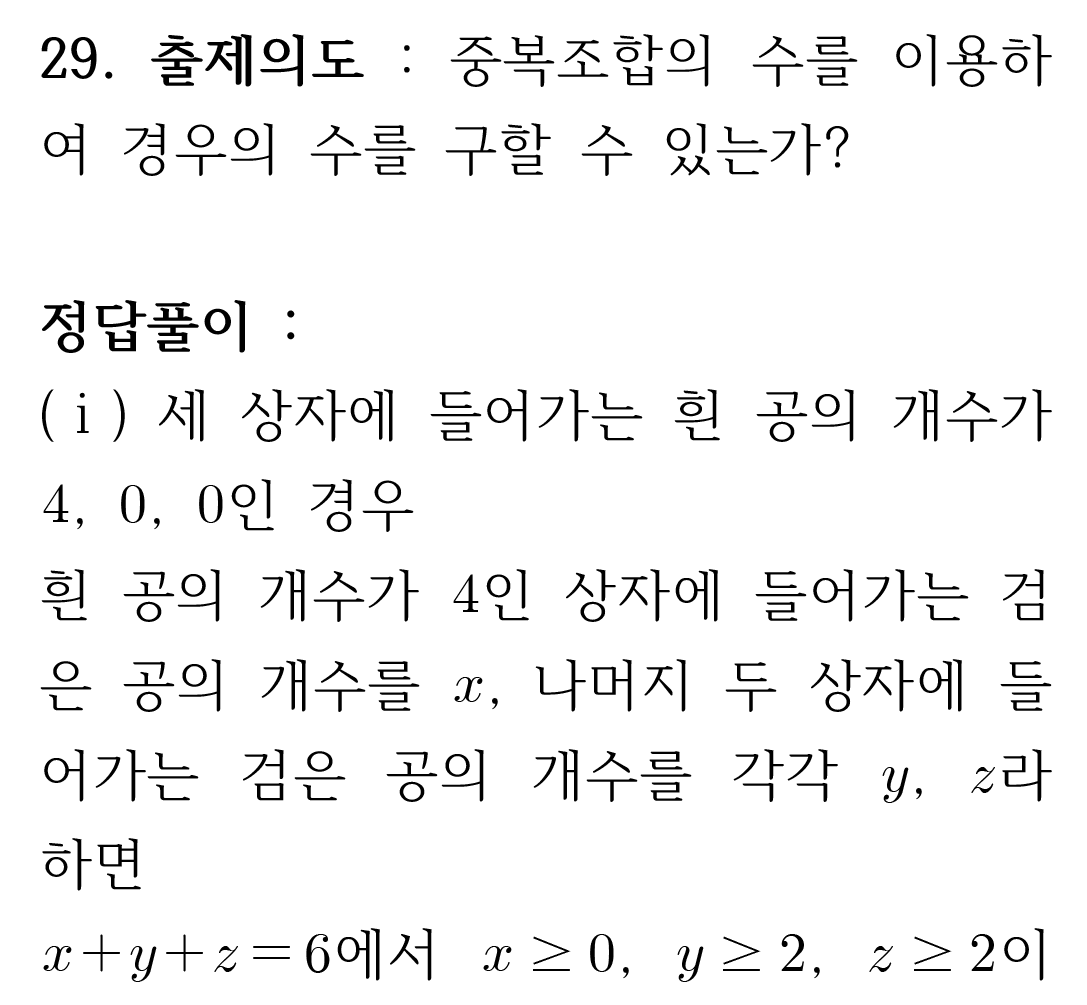 29. 출제의도 : 중복조합의 수를 이용하
여 경우의 수를 구할 수 있는가?
정답풀이 :
(ⅰ) 세 상자에 들어가는 흰 공의 개수가
4, 0, 0인 경우
흰 공의 개수가 4인 상자에 들어가는 검
은 공의 개수를 x, 나머지 두 상자에 들
어가는 검은 공의 개수를 각각 y, z라
하면
x+y+z=6에서 x≥0, y≥2, z≥2이